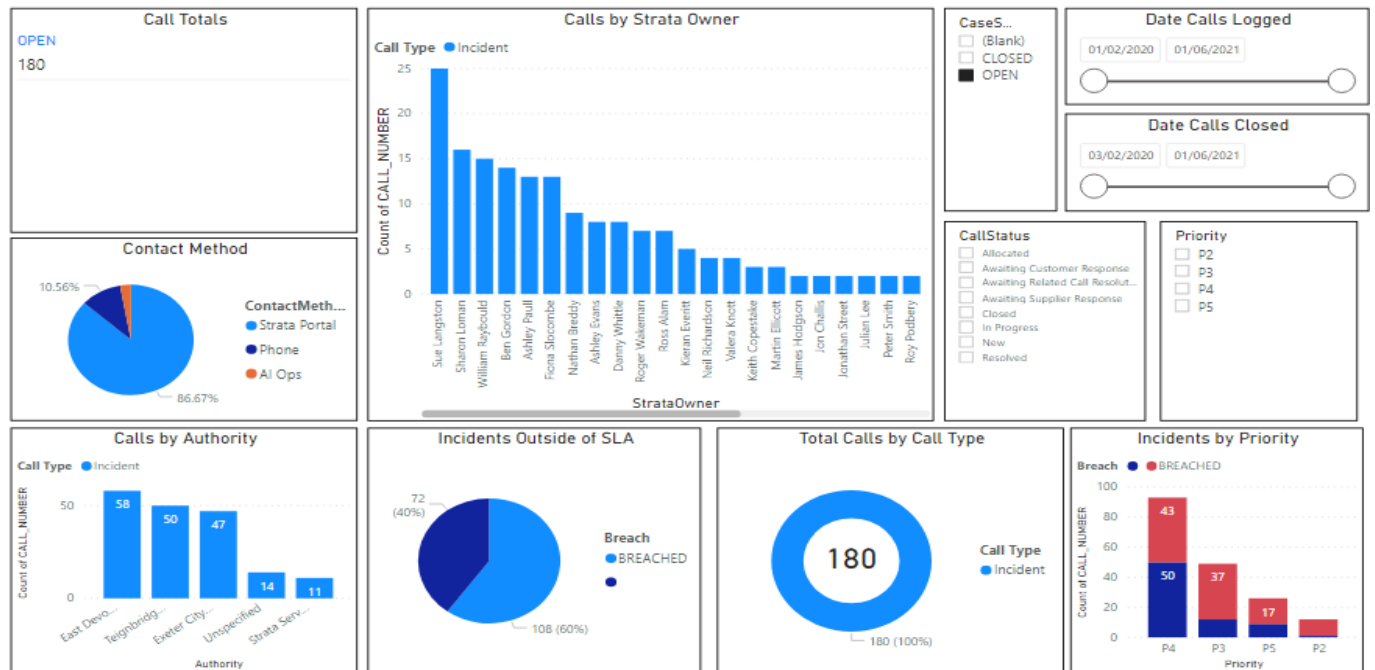 Call Totals
OPEN
180
Calls by Strata Owner
Call Type Incident
Count of CALL_NUMBER
25
20
15
10
5
0
Sue Langston
Sharon Loman
William Raybould
Ben Gordon
Ashley Paull
Fiona Slocombe
Nathan Breddy
Ashley Evans
Danny Whittle
Roger Wakeman
Ross Alam
Kieran Everitt
Neil Richardson
Valera Knott
Keith Copestake
Martin Ellicott
James Hodgson
Jon Challis
Jonathan Street
Julian Lee
Peter Smith
Roy Podbery
StrataOwner
CaseS...
(Blank)
CLOSED
OPEN
Date Calls Logged
01/02/2020 01/06/2021
Date Calls Closed
03/02/2020 01/06/2021
Contact Method
10.56%
86.67%
ContactMeth...
Strata Portal
Phone
AI Ops
CallStatus
Allocated
Awaiting Customer Response
Awaiting Related Call Resolut...
Awaiting Supplier Response
Closed
In Progress
New
Resolved
Priority
P2
P3
P4
P5
Calls by Authority
Call Type Incident
Count of CALL_NUMBER
50
0
58
50
47
14
11
East Devo...
Teignbridg...
Exeter City...
Unspecified
Strata Serv...
Authority
Incidents Outside of SLA
72
(40%)
108 (60%)
Breach
BREACHED
Total Calls by Call Type
180
180 (100%)
Call Type
Incident
Incidents by Priority
Breach BREACHED
Count of CALL_NUMBER
100
80
60
40
20
0
43
50
37
17
P4
P3
P5
P2
Priority